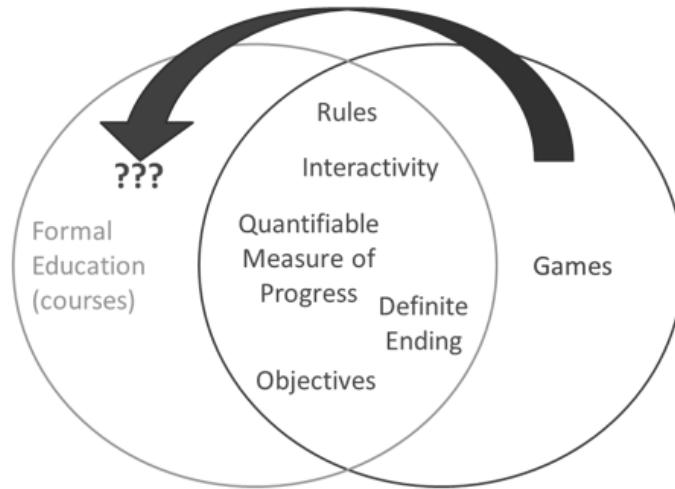 Rules
???
Interactivity
Formal
Education
(courses)
Quantifiable
Measure of
Progress
Games
Definite
Ending
Objectives